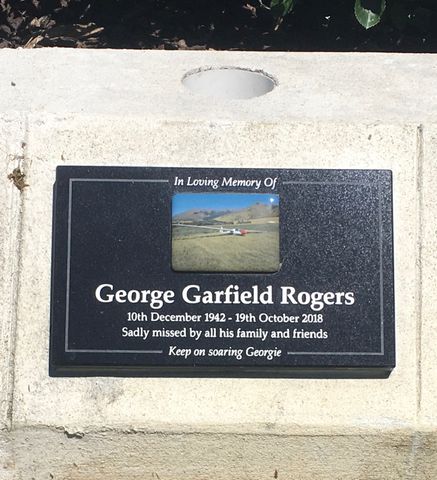 In Loving Memory Of
George Garfield Rogers
10th December 1942 - 19th October 2018
Sadly missed by all his family and friends
Keep on soaring Georgie